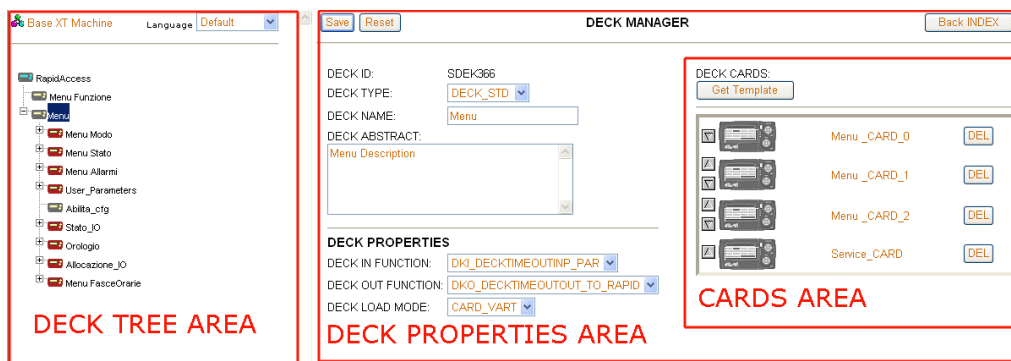 Base XT Machine
Language Default
RapidAccess
Menu Funzione
Menu
Menu Modo
Menu Stato
Menu Allarmi
User_Parameters
Abilita_cfg
Stato_IO
Orologio
Allocazione_IO
Menu FasceOrarie
DECK TREE AREA
Save Reset DECK MANAGER Back INDEX
DECK ID: SDEK366
DECK TYPE: DECK_STD
DECK NAME: Menu
DECK ABSTRACT:
Menu Description
DECK PROPERTIES
DECK IN FUNCTION: DKI_DECKTIMEOUTINP_PAR
DECK OUT FUNCTION: DKO_DECKTIMEOUTOUT_TO_RAPID
DECK LOAD MODE: CARD_VART
DECK PROPERTIES AREA
DECK CARDS:
Get Template
Menu _CARD_0 DEL
Menu _CARD_1 DEL
Menu _CARD_2 DEL
Service_CARD DEL
CARDS AREA